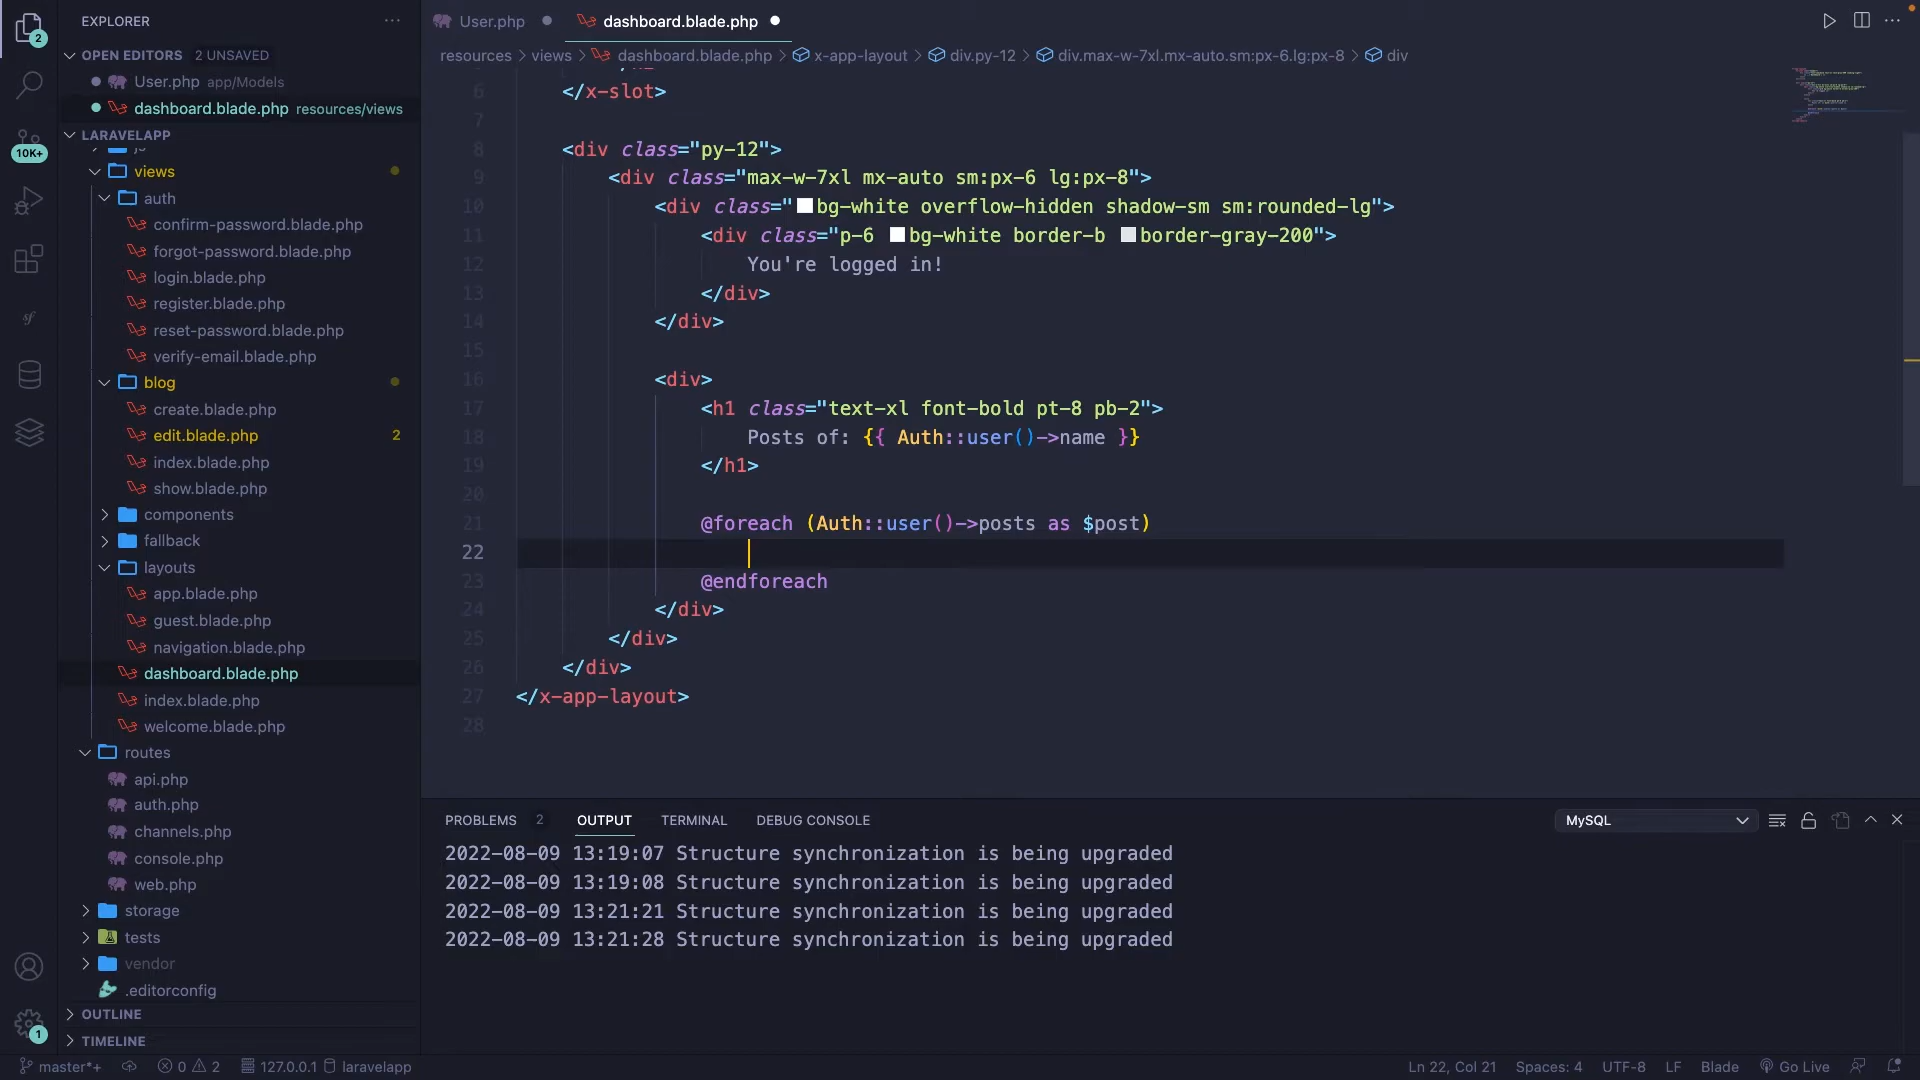 EXPLORER
OPEN EDITORS 2 UNSAVED
User.php app/Models
dashboard.blade.php resources/views
LARAVELAPP
js
views
auth
confirm-password.blade.php
forgot-password.blade.php
login.blade.php
register.blade.php
reset-password.blade.php
verify-email.blade.php
blog
create.blade.php
edit.blade.php 2
index.blade.php
show.blade.php
components
fallback
layouts
app.blade.php
guest.blade.php
navigation.blade.php
dashboard.blade.php
index.blade.php
welcome.blade.php
routes
api.php
auth.php
channels.php
console.php
web.php
storage
tests
vendor
.editorconfig
OUTLINE
TIMELINE
2
10K+
1
User.php dashboard.blade.php
resources > views > dashboard.blade.php > x-app-layout > div.py-12 > div.max-w-7xl.mx-auto.sm:px-6.lg:px-8 > div
6 </x-slot>
7
8 <div class="py-12">
9 <div class="max-w-7xl mx-auto sm:px-6 lg:px-8">
10 <div class="bg-white overflow-hidden shadow-sm sm:rounded-lg">
11 <div class="p-6 bg-white border-b border-gray-200">
12 You're logged in!
13 </div>
14 </div>
15
16 <div>
17 <h1 class="text-xl font-bold pt-8 pb-2">
18 Posts of: {{ Auth::user()->name }}
19 </h1>
20
21 @foreach (Auth::user()->posts as $post)
22
23 @endforeach
24 </div>
25 </div>
26 </div>
27 </x-app-layout>
28
PROBLEMS 2 OUTPUT TERMINAL DEBUG CONSOLE MySQL
2022-08-09 13:19:07 Structure synchronization is being upgraded
2022-08-09 13:19:08 Structure synchronization is being upgraded
2022-08-09 13:21:21 Structure synchronization is being upgraded
2022-08-09 13:21:28 Structure synchronization is being upgraded
master*+ 0 2 127.0.0.1 laravelapp Ln 22, Col 21 Spaces: 4 UTF-8 LF Blade Go Live